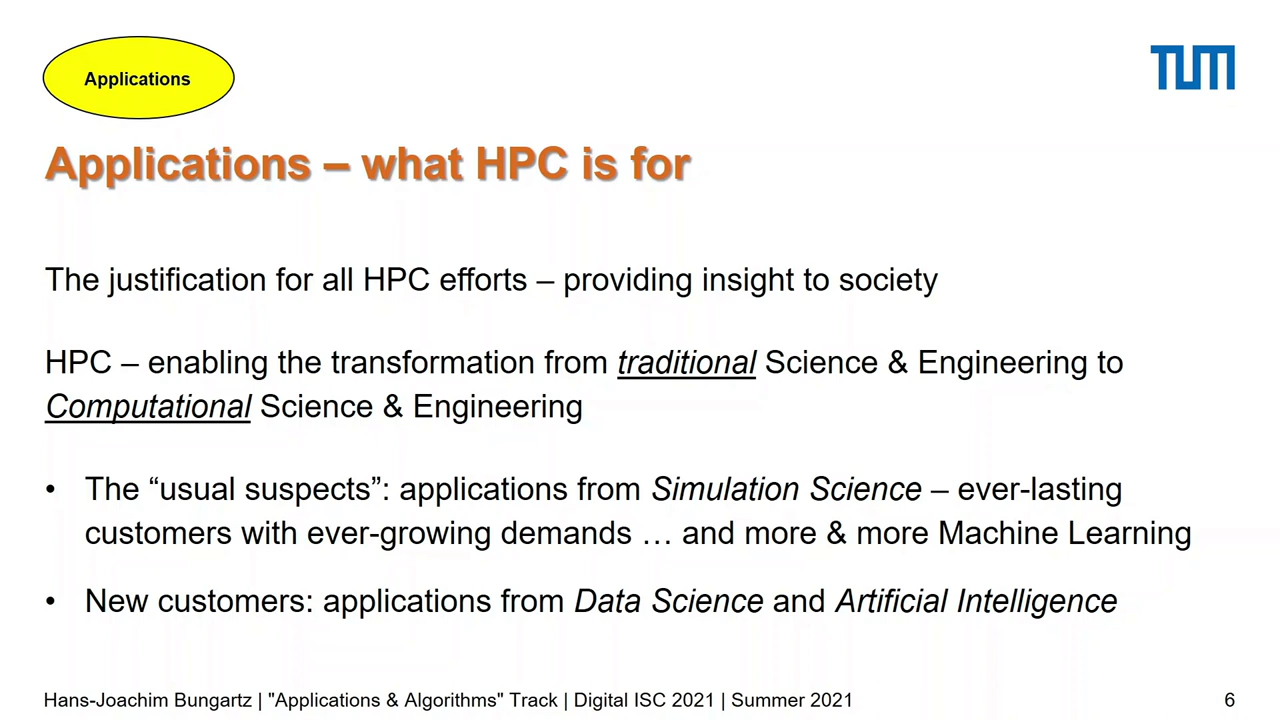 Applications
TUM
Applications – what HPC is for
The justification for all HPC efforts – providing insight to society
HPC – enabling the transformation from traditional Science & Engineering to
Computational Science & Engineering
• The “usual suspects”: applications from Simulation Science – ever-lasting
customers with ever-growing demands … and more & more Machine Learning
• New customers: applications from Data Science and Artificial Intelligence
Hans-Joachim Bungartz | "Applications & Algorithms" Track | Digital ISC 2021 | Summer 2021 6